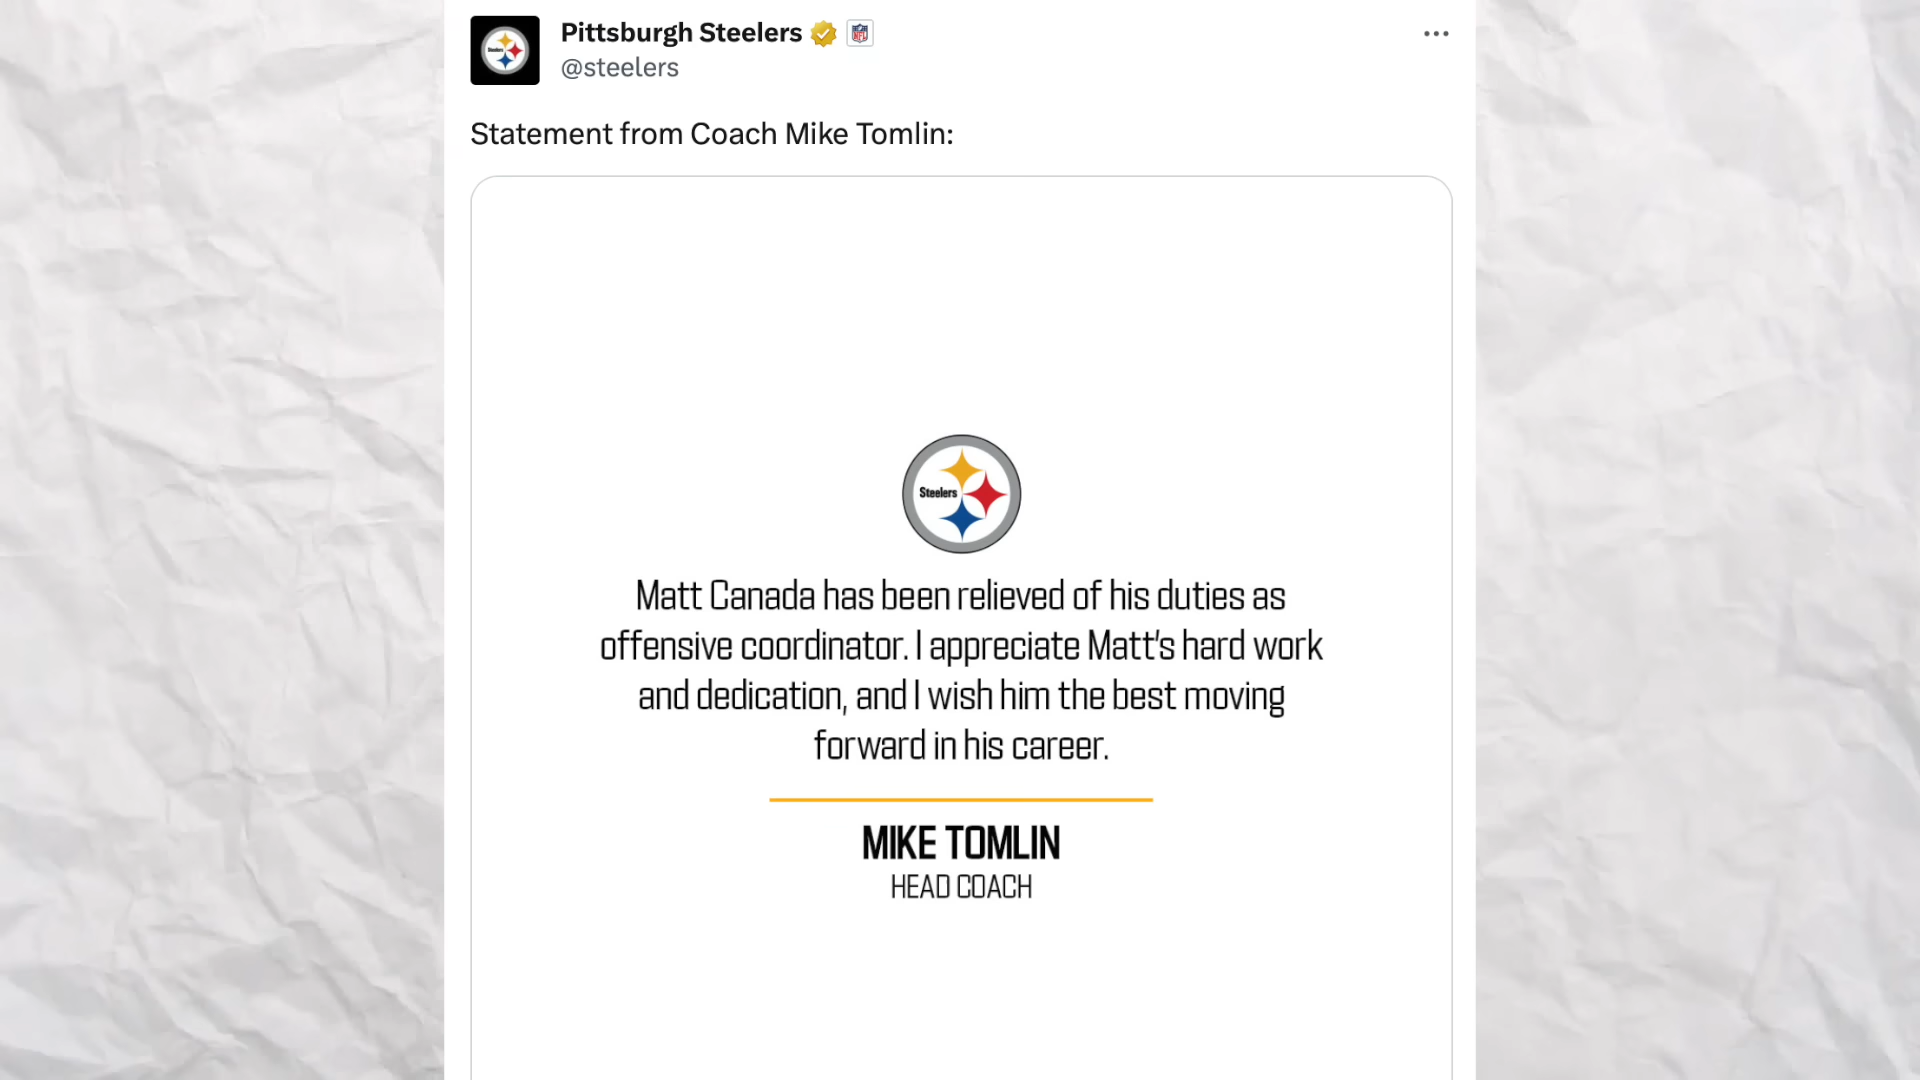 Pittsburgh Steelers
@steelers
Statement from Coach Mike Tomlin:
Steelers
Matt Canada has been relieved of his duties as
offensive coordinator. I appreciate Matt's hard work
and dedication, and I wish him the best moving
forward in his career.
MIKE TOMLIN
HEAD COACH